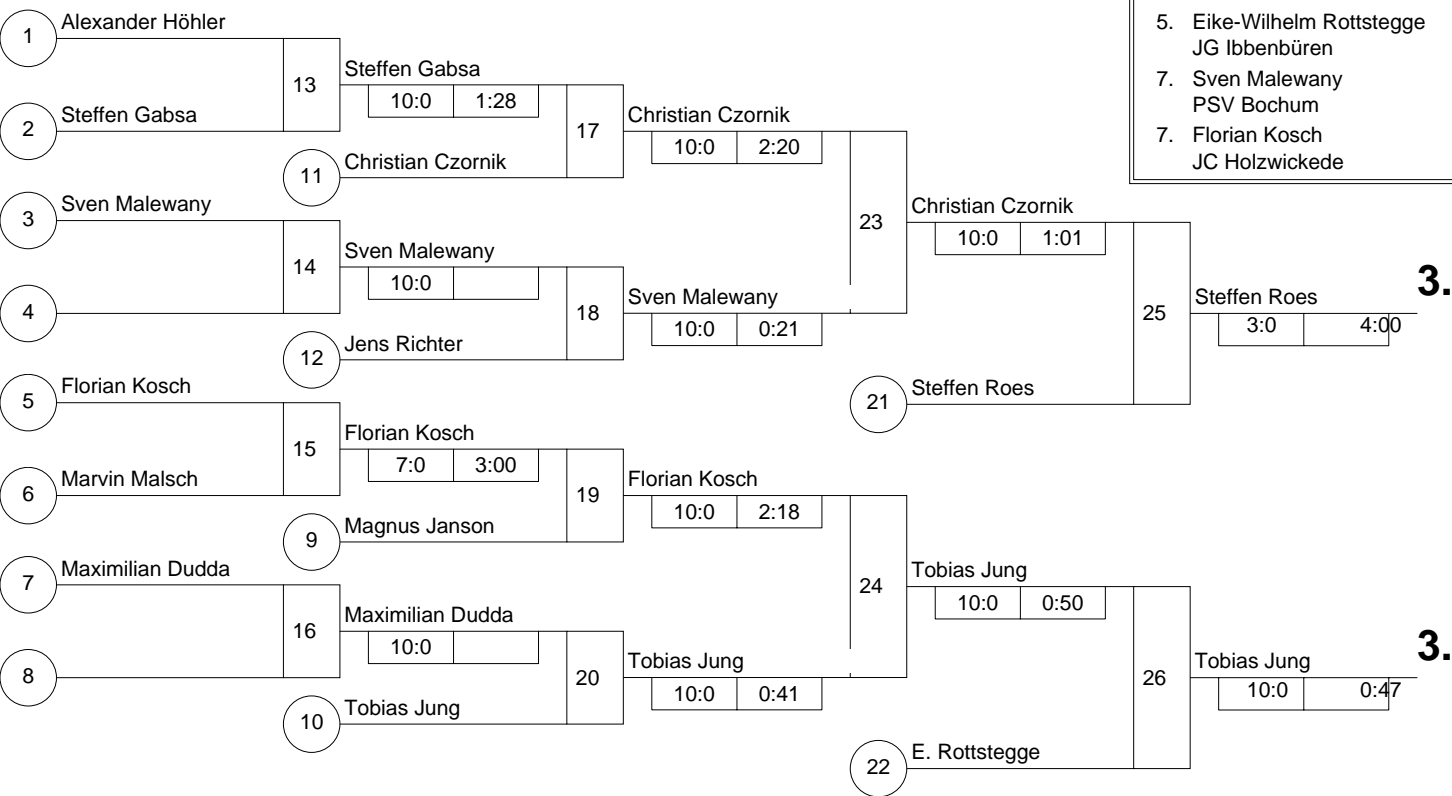 1
Alexander Höhler
2
Steffen Gabsa
13
Steffen Gabsa
10:0 1:28
11
Christian Czornik
17
Christian Czornik
10:0 2:20
3
Sven Malewany
4
14
Sven Malewany
10:0
12
Jens Richter
18
Sven Malewany
10:0 0:21
23
Christian Czornik
10:0 1:01
21
Steffen Roes
25
Steffen Roes
3:0 4:00
3.
5
Florian Kosch
6
Marvin Malsch
15
Florian Kosch
7:0 3:00
9
Magnus Janson
19
Florian Kosch
10:0 2:18
7
Maximilian Dudda
8
16
Maximilian Dudda
10:0
10
Tobias Jung
20
Tobias Jung
10:0 0:41
24
Tobias Jung
10:0 0:50
22
E. Rottstegge
26
Tobias Jung
10:0 0:47
3.
5. Eike-Wilhelm Rottstegge
JG Ibbenbüren
7. Sven Malewany
PSV Bochum
7. Florian Kosch
JC Holzwickede